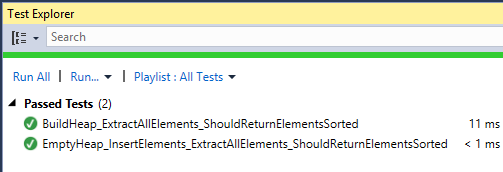 Test Explorer
Search
Run All | Run... | Playlist : All Tests
Passed Tests (2)
BuildHeap_ExtractAllElements_ShouldReturnElementsSorted 11 ms
EmptyHeap_InsertElements_ExtractAllElements_ShouldReturnElementsSorted < 1 ms